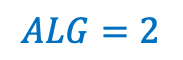 ALG = 2